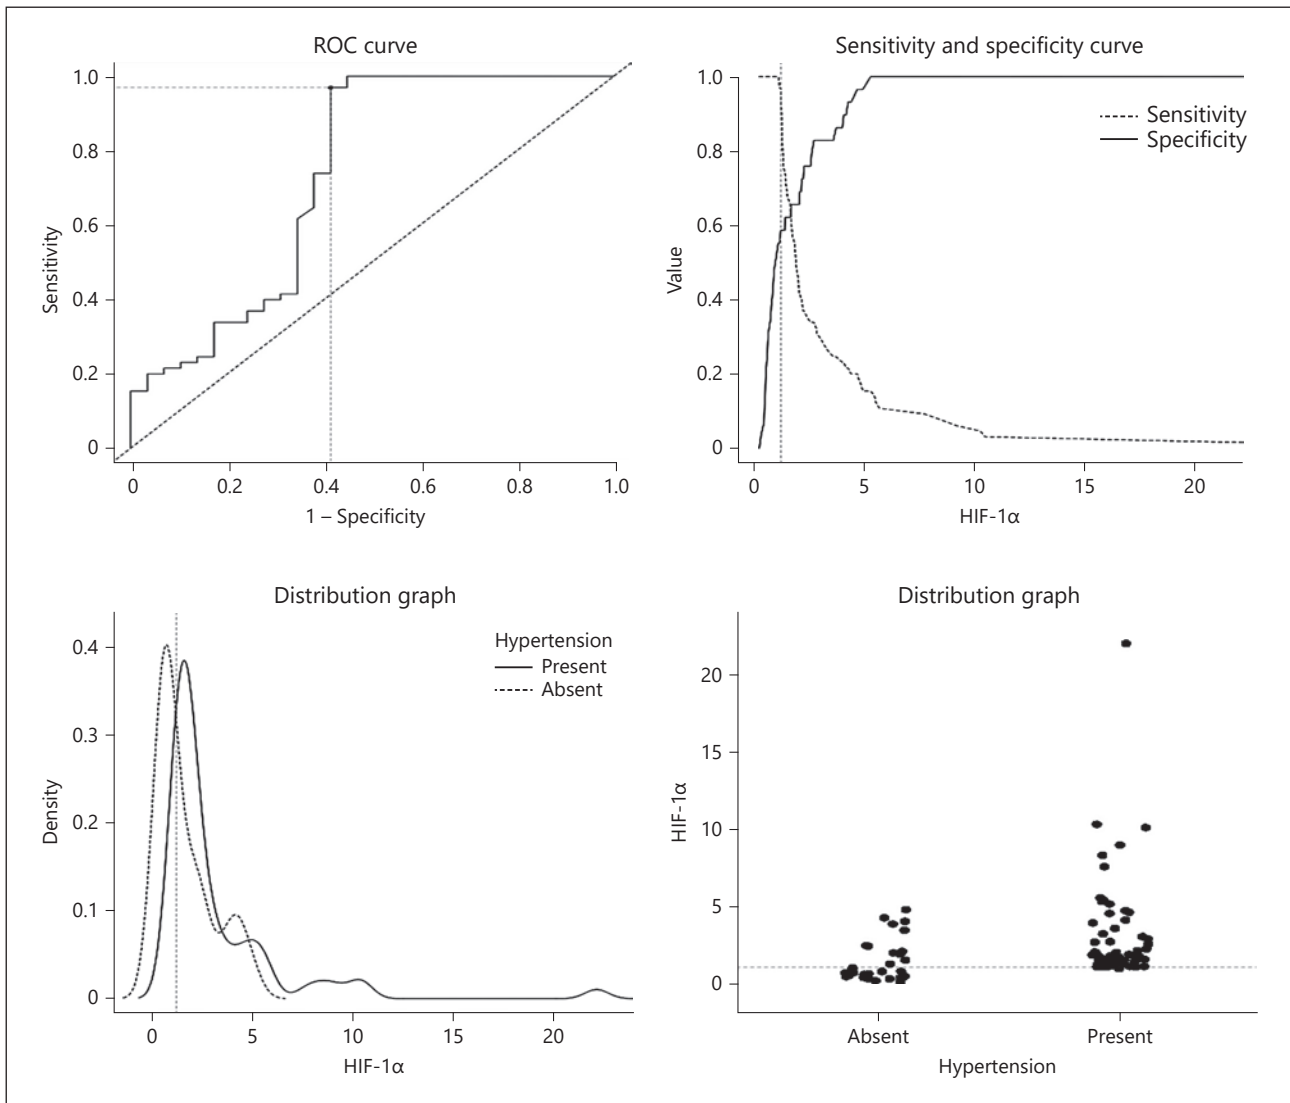 ROC curve
1.0
0.8
0.6
0.4
0.2
0
Sensitivity
0 0.2 0.4 0.6 0.8 1.0
1 – Specificity
Sensitivity and specificity curve
1.0
0.8
0.6
0.4
0.2
0
Value
Sensitivity
Specificity
0 5 10 15 20
HIF-1α
Distribution graph
0.4
0.3
0.2
0.1
0
Density
Hypertension
Present
Absent
0 5 10 15 20
HIF-1α
Distribution graph
20
15
10
5
0
HIF-1α
Absent Present
Hypertension